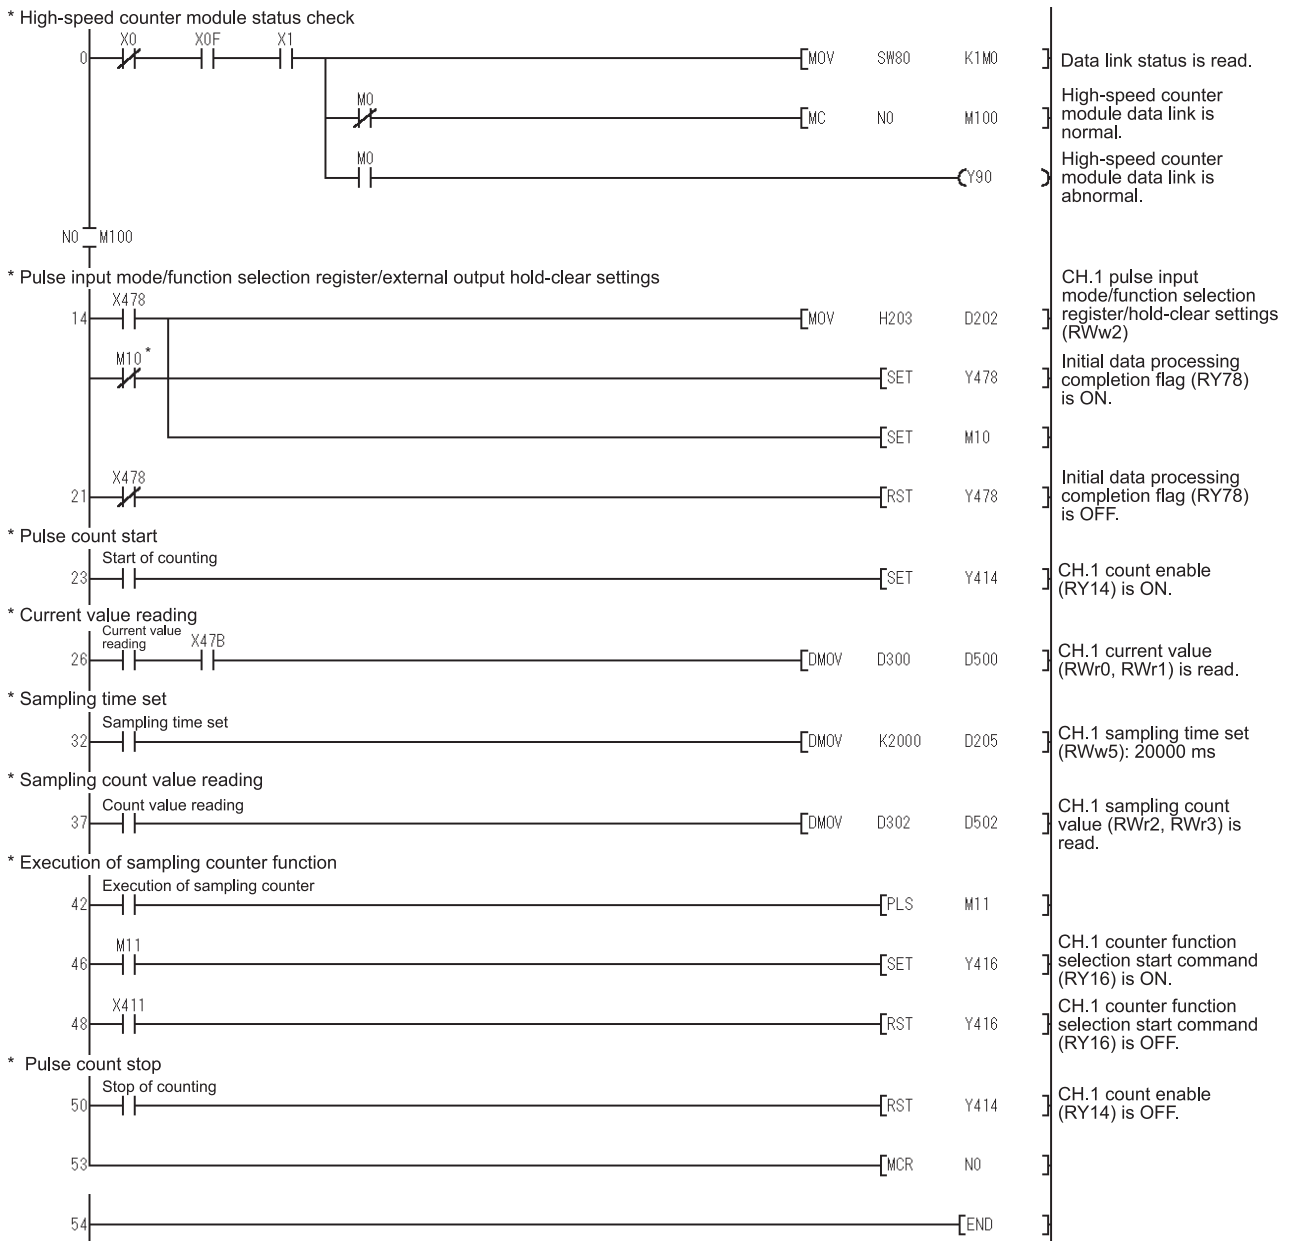 * High-speed counter module status check
X0 X0F X1
0 MOV SW80 K1M0 Data link status is read.
M0
MC N0 M100
High-speed counter
module data link is
normal.
M0
Y90
High-speed counter
module data link is
abnormal.
N0 M100
* Pulse input mode/function selection register/external output hold-clear settings
X478
14 MOV H203 D202
CH.1 pulse input
mode/function selection
register/hold-clear settings
(RWw2)
M10 *
SET Y478
Initial data processing
completion flag (RY78)
is ON.
SET M10
X478
21 RST Y478
Initial data processing
completion flag (RY78)
is OFF.
* Pulse count start
Start of counting
23 SET Y414
CH.1 count enable
(RY14) is ON.
* Current value reading
Current value
reading X47B
26 DMOV D300 D500
CH.1 current value
(RWr0, RWr1) is read.
* Sampling time set
Sampling time set
32 DMOV K2000 D205
CH.1 sampling time set
(RWw5): 20000 ms
* Sampling count value reading
Count value reading
37 DMOV D302 D502
CH.1 sampling count
value (RWr2, RWr3) is
read.
* Execution of sampling counter function
Execution of sampling counter
42 PLS M11
M11
46 SET Y416
CH.1 counter function
selection start command
(RY16) is ON.
X411
48 RST Y416
CH.1 counter function
selection start command
(RY16) is OFF.
* Pulse count stop
Stop of counting
50 RST Y414
CH.1 count enable
(RY14) is OFF.
53 MCR N0
54 END